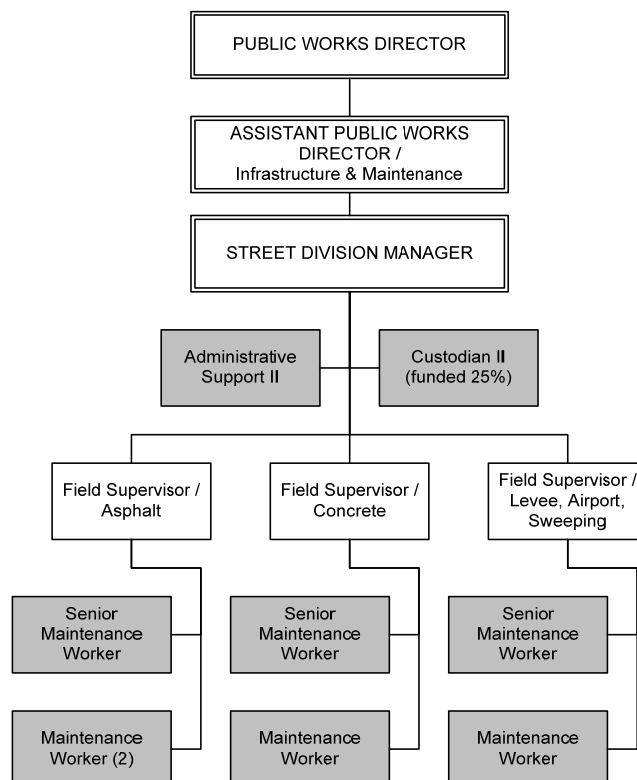 PUBLIC WORKS DIRECTOR
ASSISTANT PUBLIC WORKS
DIRECTOR /
Infrastructure & Maintenance
STREET DIVISION MANAGER
Administrative
Support II
Custodian II
(funded 25%)
Field Supervisor /
Asphalt
Field Supervisor /
Concrete
Field Supervisor /
Levee, Airport,
Sweeping
Senior
Maintenance
Worker
Senior
Maintenance
Worker
Senior
Maintenance
Worker
Maintenance
Worker (2)
Maintenance
Worker
Maintenance
Worker